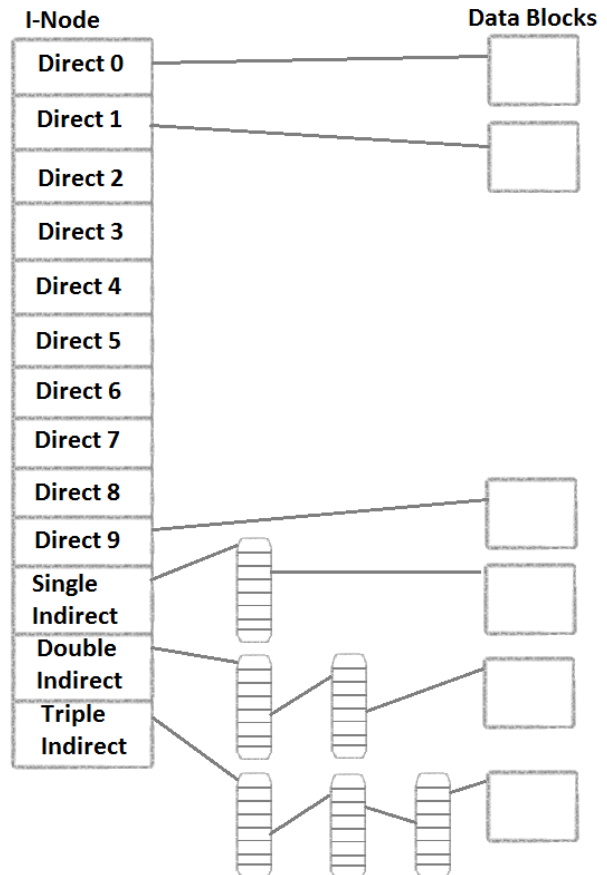 I-Node
Data Blocks
Direct 0
Direct 1
Direct 2
Direct 3
Direct 4
Direct 5
Direct 6
Direct 7
Direct 8
Direct 9
Single
Indirect
Double
Indirect
Triple
Indirect